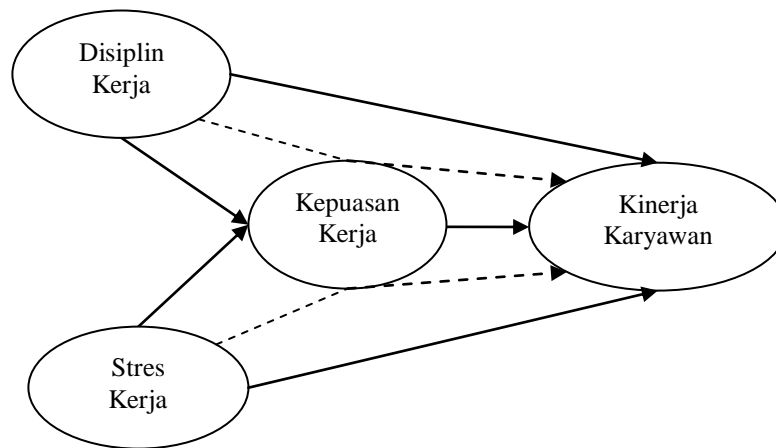 Disiplin
Kerja
Kepuasan
Kerja
Kinerja
Karyawan
Stres
Kerja